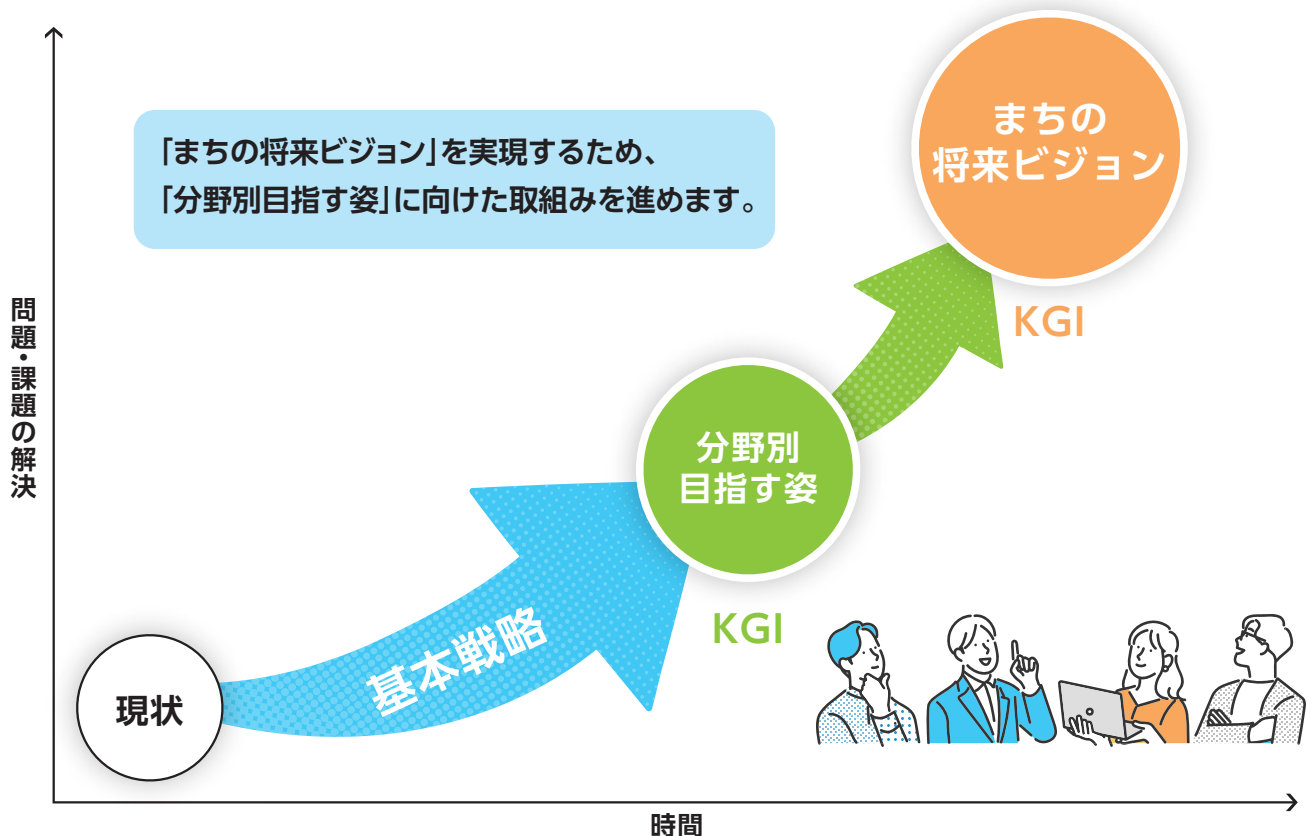 「まちの将来ビジョン」を実現するため、
「分野別目指す姿」に向けた取組みを進めます。
まちの
将来ビジョン
KGI
問題・課題の解決
分野別
目指す姿
KGI
基本戦略
現状
時間